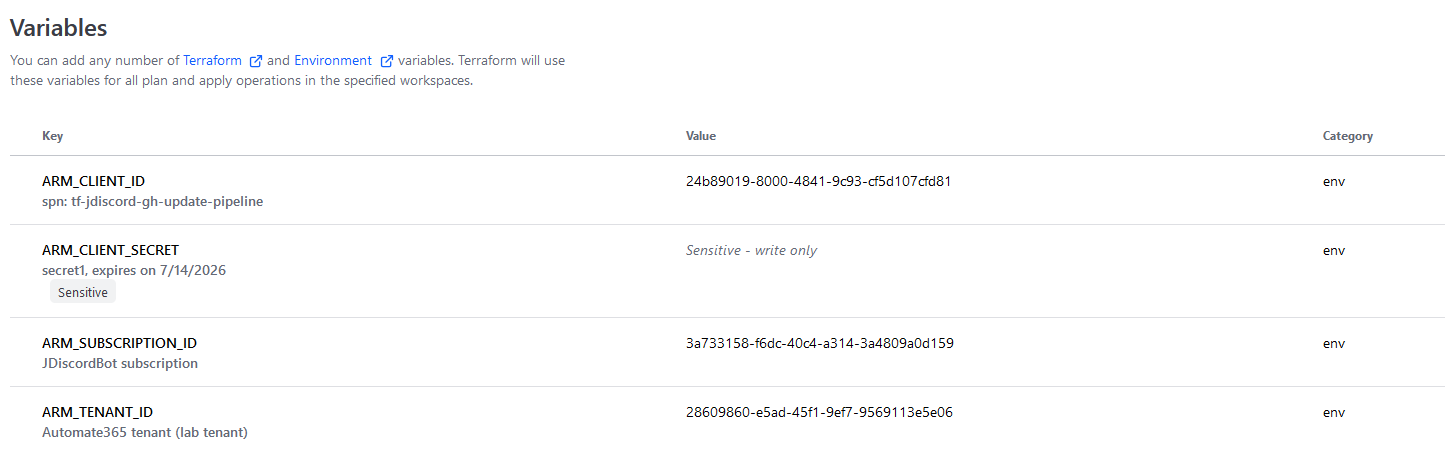 Variables
You can add any number of Terraform and Environment variables. Terraform will use
these variables for all plan and apply operations in the specified workspaces.
Key Value Category
ARM_CLIENT_ID 24b89019-8000-4841-9c93-cf5d107cfd81 env
spn: tf-jdiscord-gh-update-pipeline
ARM_CLIENT_SECRET Sensitive - write only env
secret1, expires on 7/14/2026
Sensitive
ARM_SUBSCRIPTION_ID 3a733158-f6dc-40c4-a314-3a4809a0d159 env
JDiscordBot subscription
ARM_TENANT_ID 28609860-e5ad-45f1-9ef7-9569113e5e06 env
Automate365 tenant (lab tenant)